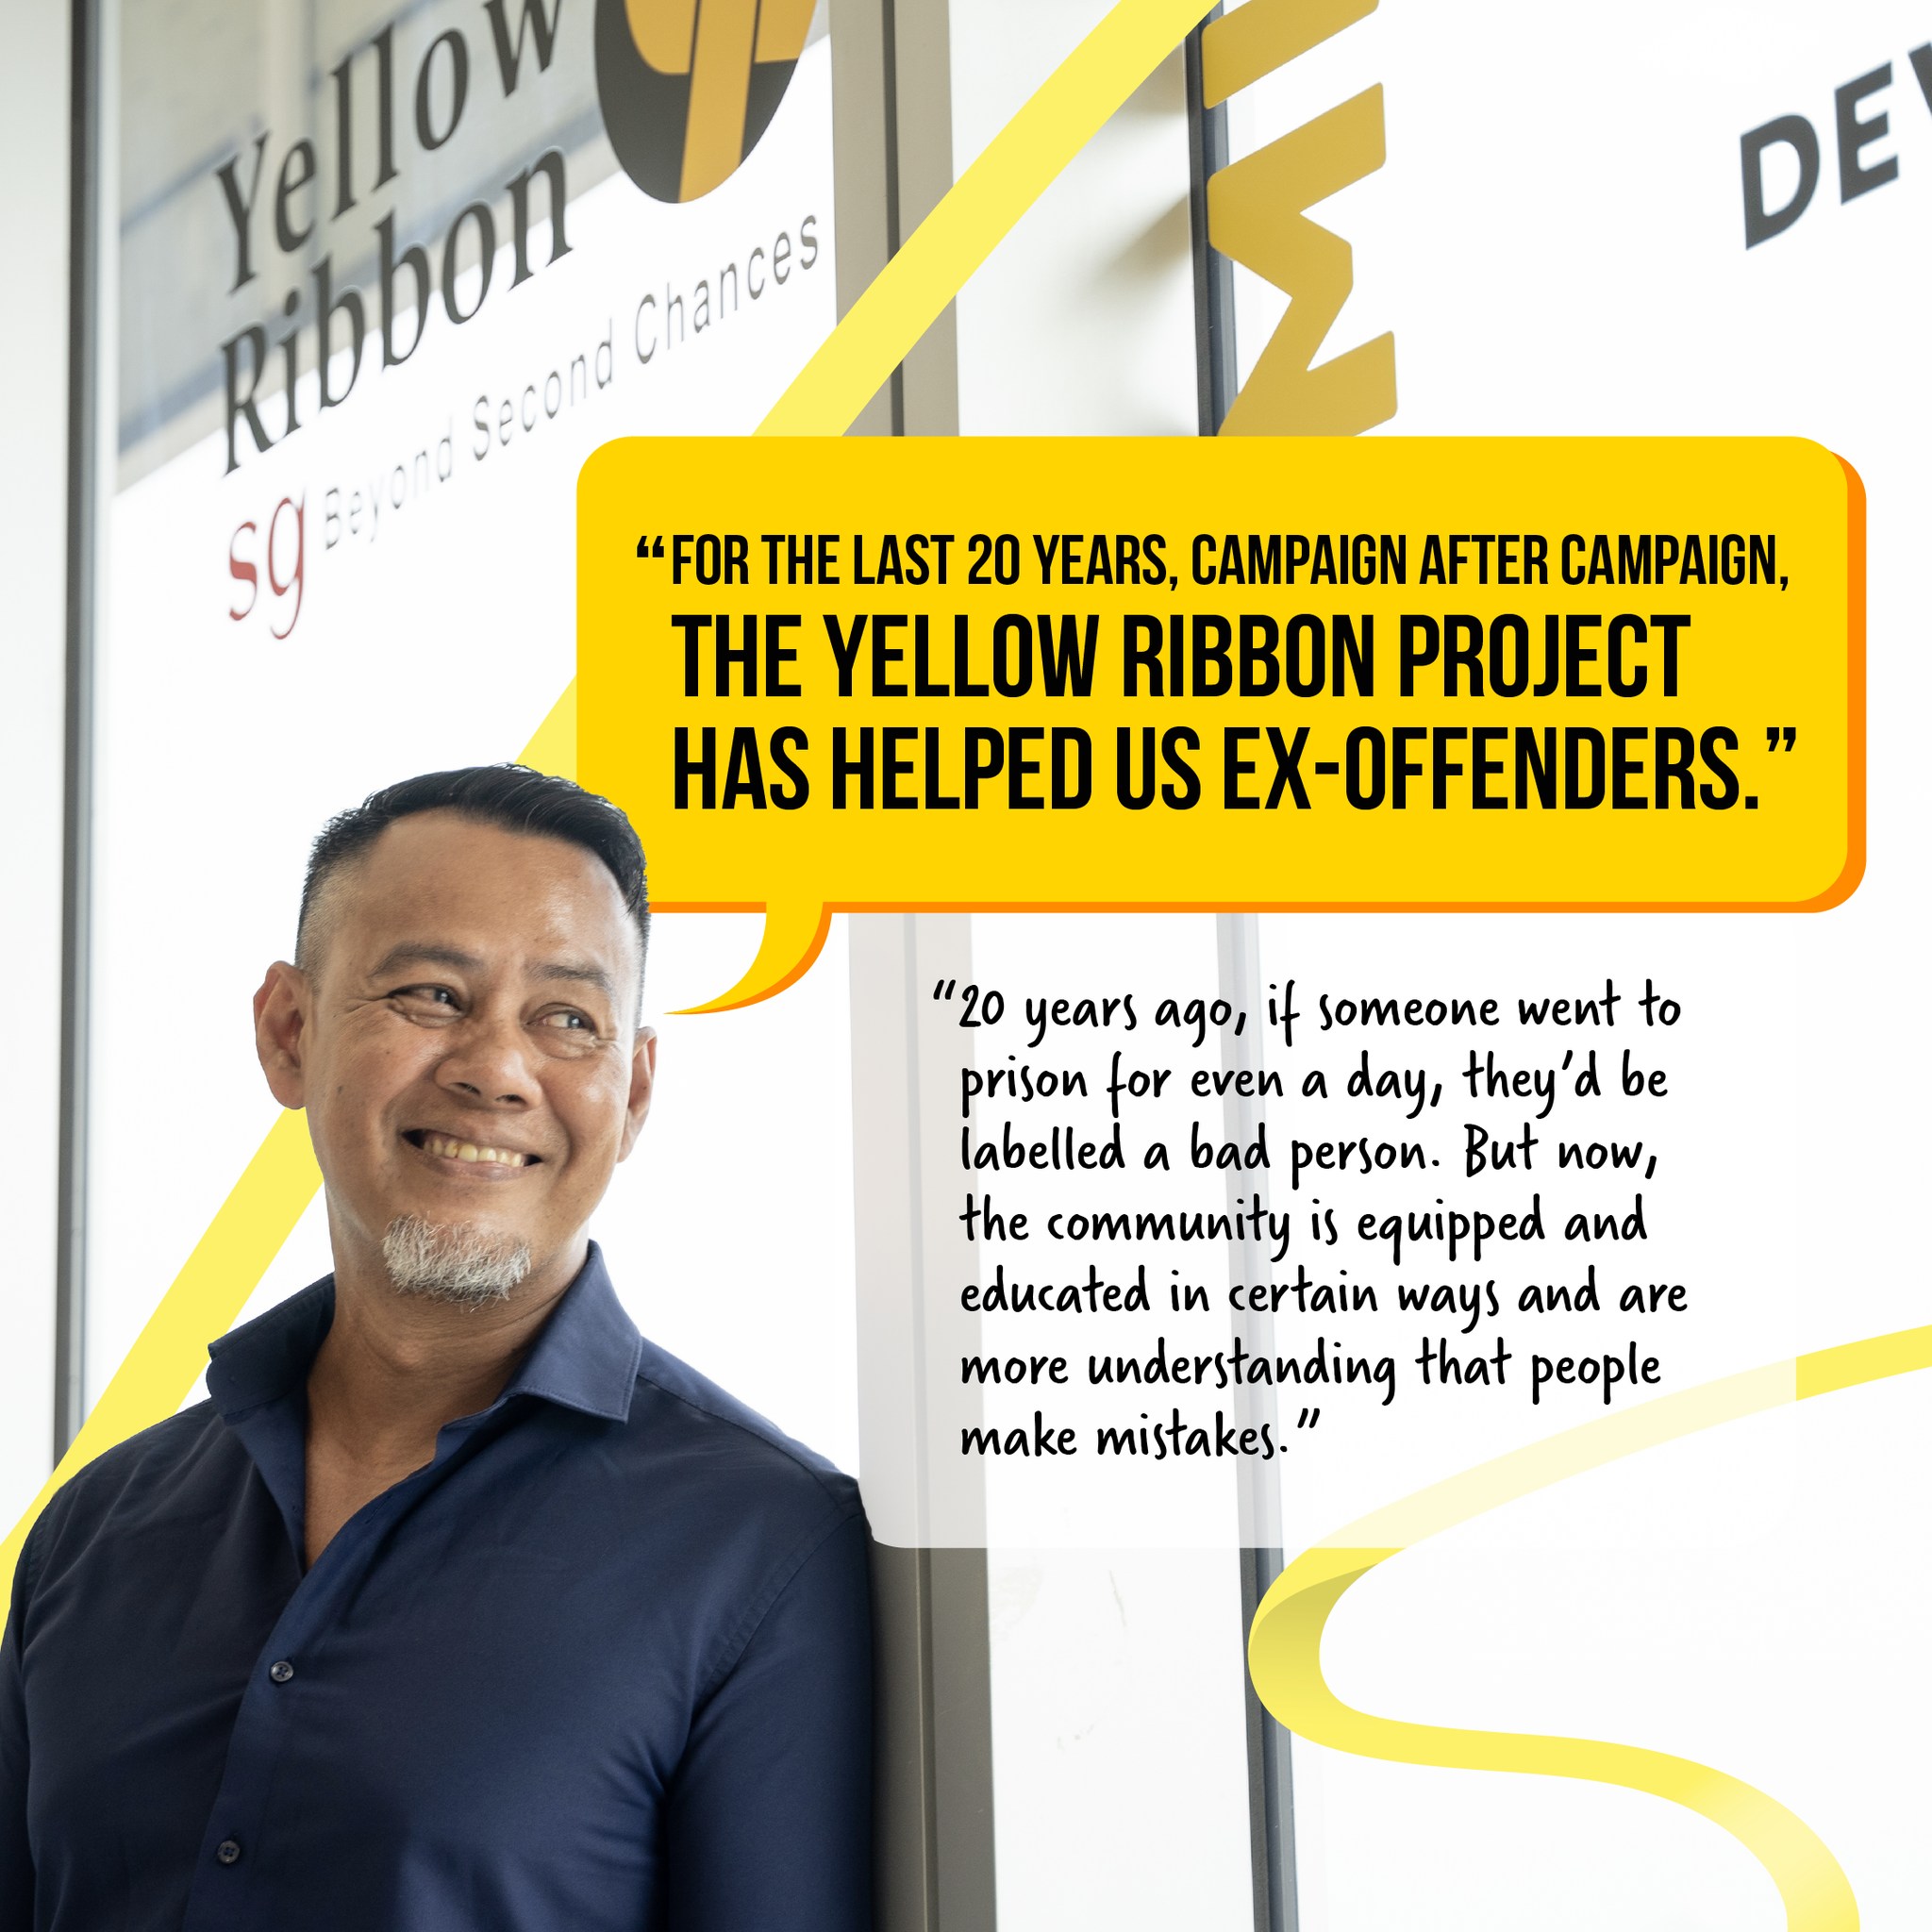 Yellow
Ribbon
sg Beyond Second Chances
DEV
“FOR THE LAST 20 YEARS, CAMPAIGN AFTER CAMPAIGN,
THE YELLOW RIBBON PROJECT
HAS HELPED US EX-OFFENDERS.”
“20 years ago, if someone went to
prison for even a day, they’d be
labelled a bad person. But now,
the community is equipped and
educated in certain ways and are
more understanding that people
make mistakes.”